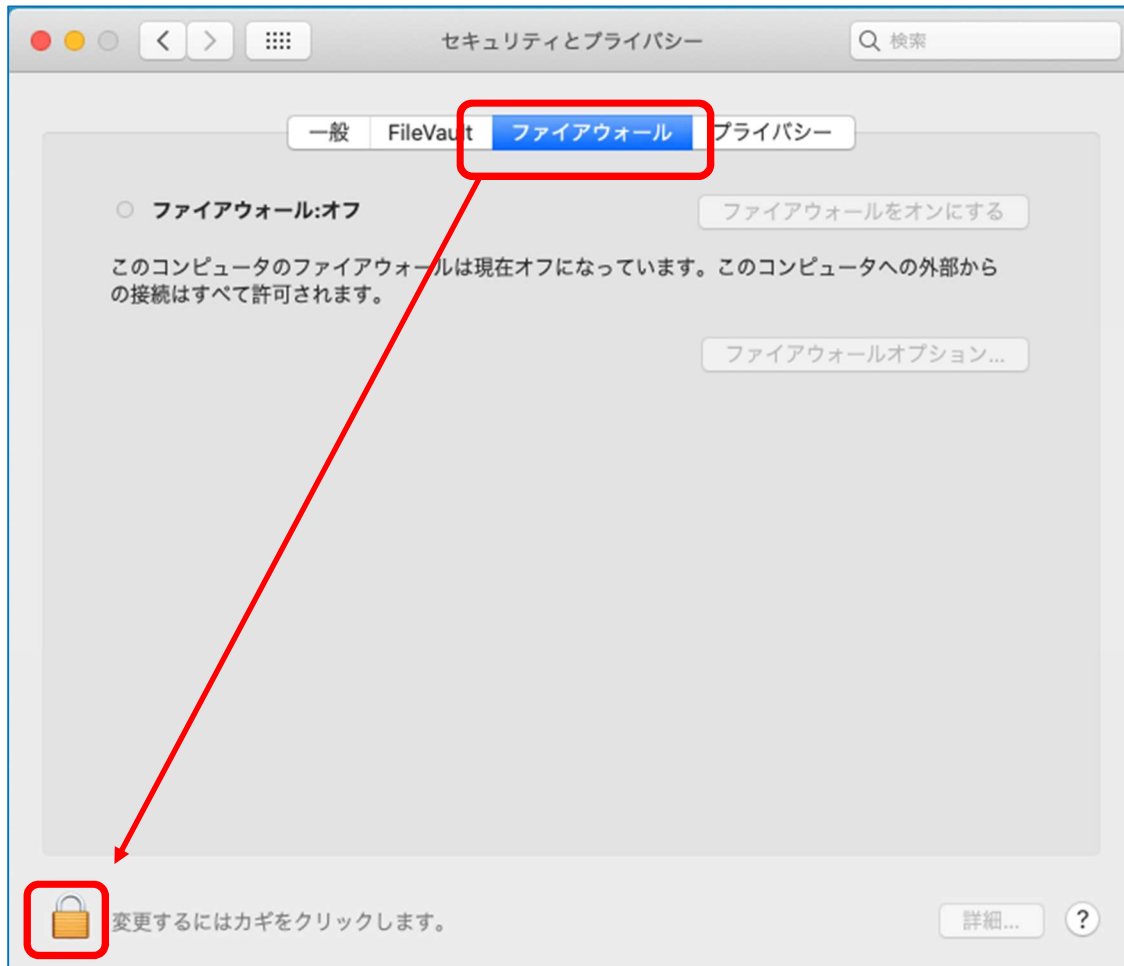 セキュリティとプライバシー
検索
一般 FileVault ファイアウォール プライバシー
ファイアウォール:オフ
ファイアウォールをオンにする
このコンピュータのファイアウォールは現在オフになっています。このコンピュータへの外部から
の接続はすべて許可されます。
ファイアウォールオプション...
変更するにはカギをクリックします。
詳細...
?